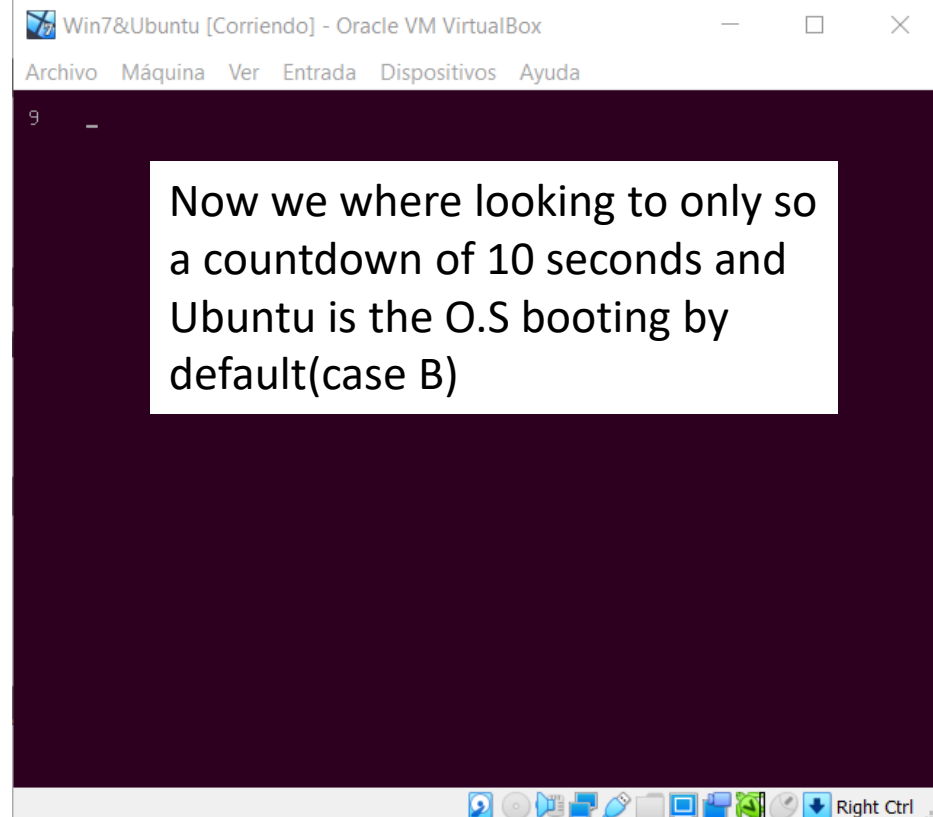 Win7&Ubuntu [Corriendo] - Oracle VM VirtualBox
Archivo Máquina Ver Entrada Dispositivos Ayuda
9 _
Now we where looking to only so
a countdown of 10 seconds and
Ubuntu is the O.S booting by
default(case B)
Right Ctrl